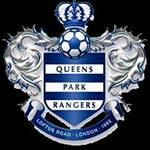 QUEENS
PARK
RANGERS
LOFTUS ROAD · LONDON · 1882